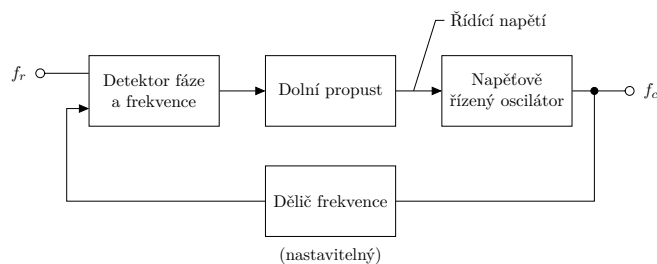 Řídící napětí
f_r
Detektor fáze
a frekvence
Dolní propust
Napěťově
řízený oscilátor
f_c
Dělič frekvence
(nastavitelný)